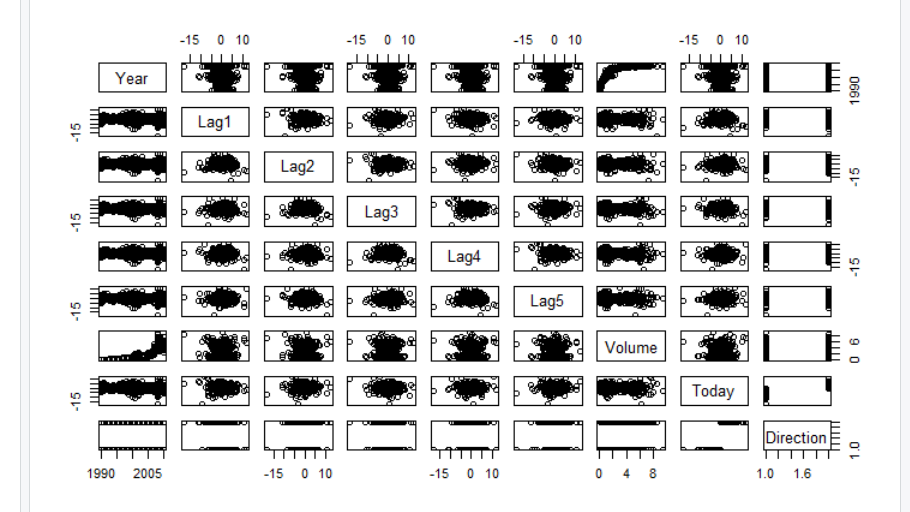 -15 0 10 -15 0 10 -15 0 10 -15 0 10
Year 1990
-15 Lag1
Lag2 -15
-15 Lag3
Lag4 -15
-15 Lag5
Volume 0 6
-15 Today
Direction 1.0
1990 2005 -15 0 10 -15 0 10 0 4 8 1.0 1.6